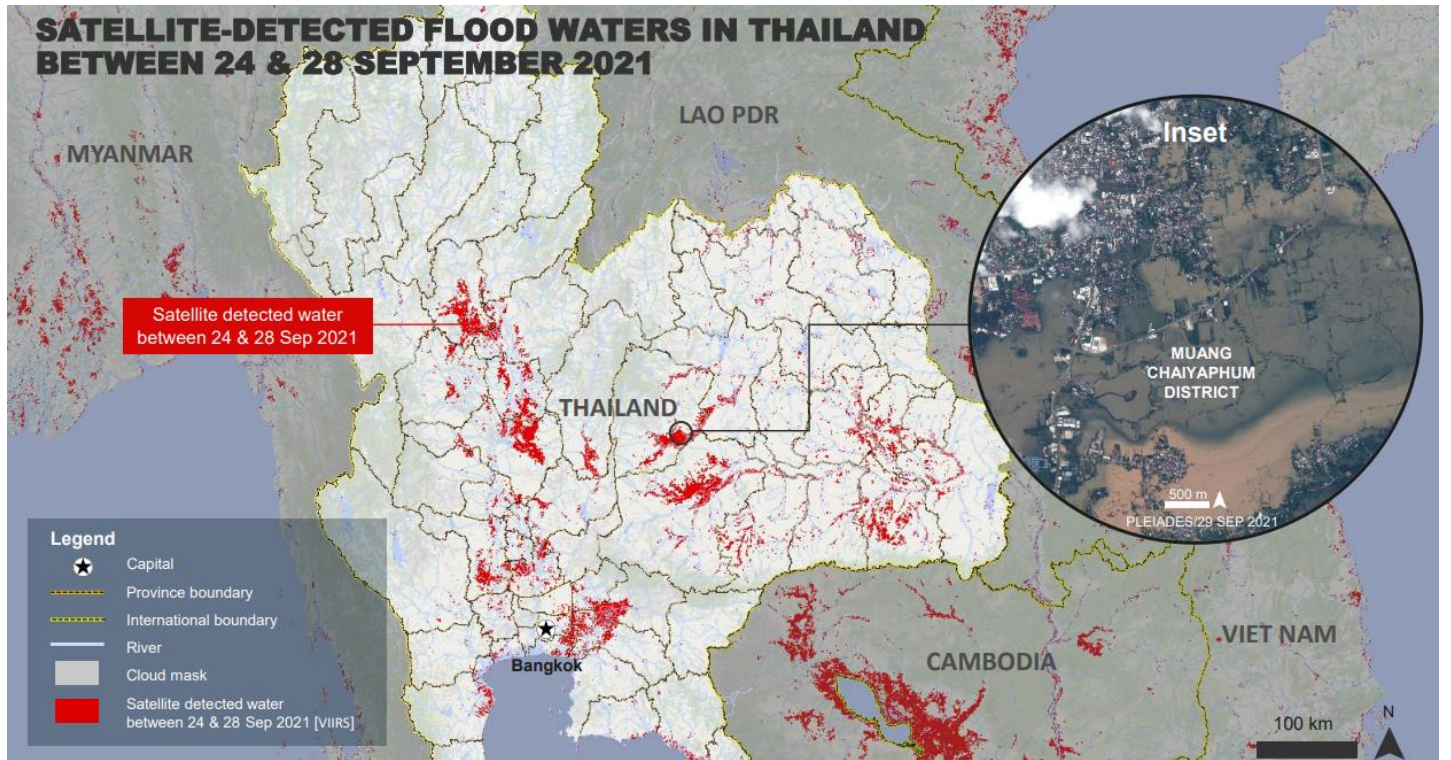 SATELLITE-DETECTED FLOOD WATERS IN THAILAND
BETWEEN 24 & 28 SEPTEMBER 2021
LAO PDR
MYANMAR
Inset
Satellite detected water
between 24 & 28 Sep 2021
MUANG
CHAIYAPHUM
DISTRICT
THAILAND
500 m
PLEIADES/29 SEP 2021
Legend
Capital
Province boundary
International boundary
River
Cloud mask
Satellite detected water
between 24 & 28 Sep 2021 [VIIRS]
Bangkok
CAMBODIA
VIET NAM
100 km
N